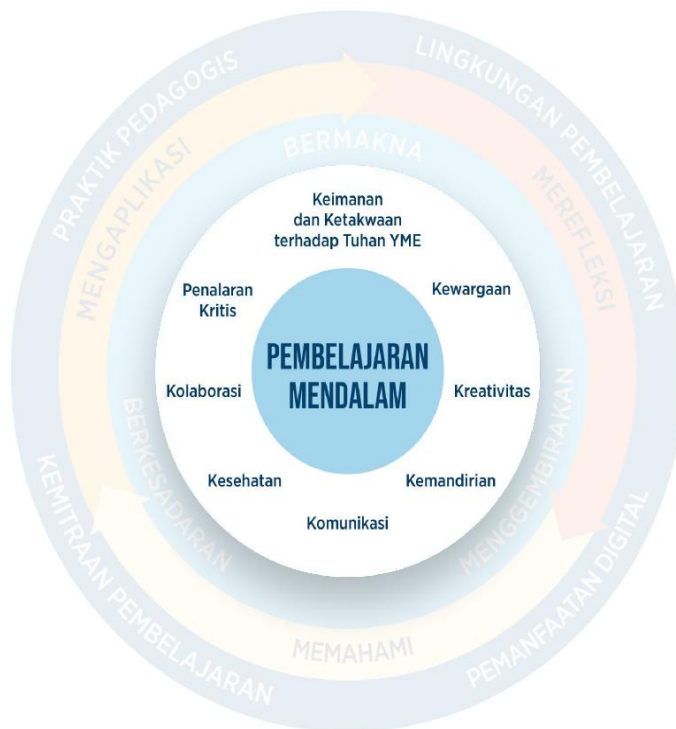 PRAKTIK PEDAGOGIS
LINGKUNGAN PEMBELAJARAN
MENGAPLIKASI
MEREFLEKSI
BERMAKNA
Keimanan
dan Ketakwaan
terhadap Tuhan YME
Penalaran
Kritis
Kewargaan
PEMBELAJARAN
MENDALAM
Kolaborasi
Kreativitas
Kesehatan
Kemandirian
Komunikasi
BERKESADARAN
MENGGEMBIRAKAN
MEMAHAMI
KEMITRAAN PEMBELAJARAN
PEMANFAATAN DIGITAL